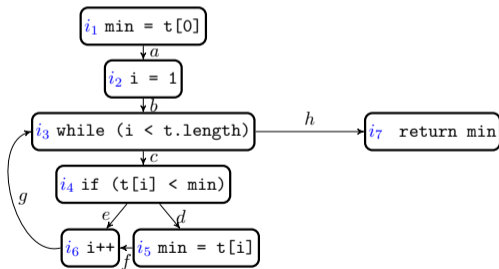 i1 min = t[0]
a
i2 i = 1
b
i3 while (i < t.length)
h
i7 return min
c
i4 if (t[i] < min)
g
e
d
i6 i++
f
i5 min = t[i]